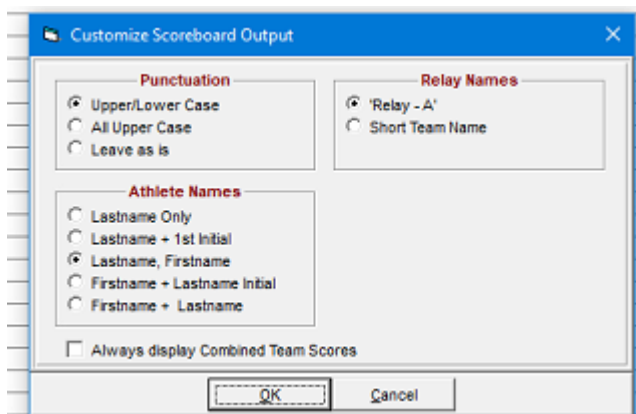 Customize Scoreboard Output
Punctuation
Upper/Lower Case
All Upper Case
Leave as is
Relay Names
'Relay - A'
Short Team Name
Athlete Names
Lastname Only
Lastname + 1st Initial
Lastname, Firstname
Firstname + Lastname Initial
Firstname + Lastname
Always display Combined Team Scores
OK
Cancel